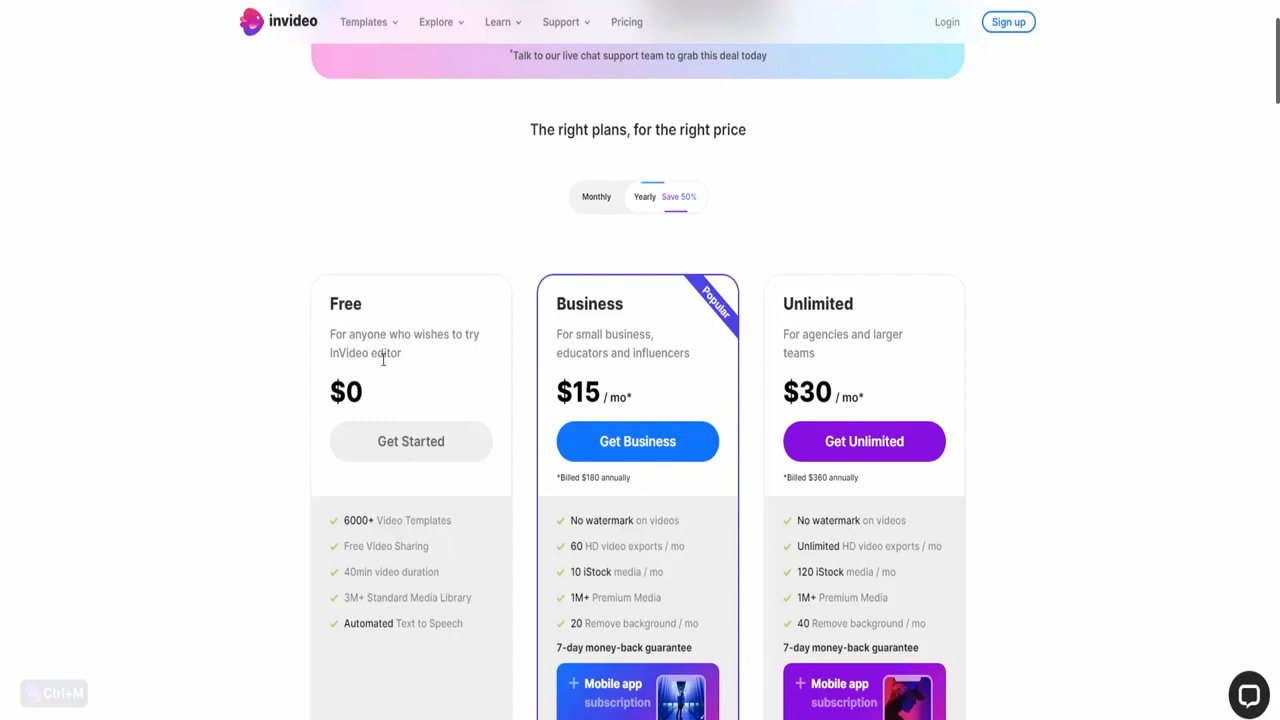 invideo
Templates
Explore
Learn
Support
Pricing
Login
Sign up
*Talk to our live chat support team to grab this deal today
The right plans, for the right price
Monthly
Yearly Save 50%
Free
For anyone who wishes to try
InVideo editor
$0
Get Started
6000+ Video Templates
Free Video Sharing
40min video duration
3M+ Standard Media Library
Automated Text to Speech
Popular
Business
For small business,
educators and influencers
$15 / mo*
Get Business
*Billed $180 annually
No watermark on videos
60 HD video exports / mo
10 iStock media / mo
1M+ Premium Media
20 Remove background / mo
7-day money-back guarantee
+ Mobile app
subscription
Unlimited
For agencies and larger
teams
$30 / mo*
Get Unlimited
*Billed $360 annually
No watermark on videos
Unlimited HD video exports / mo
120 iStock media / mo
1M+ Premium Media
40 Remove background / mo
7-day money-back guarantee
+ Mobile app
subscription
Ctrl+M